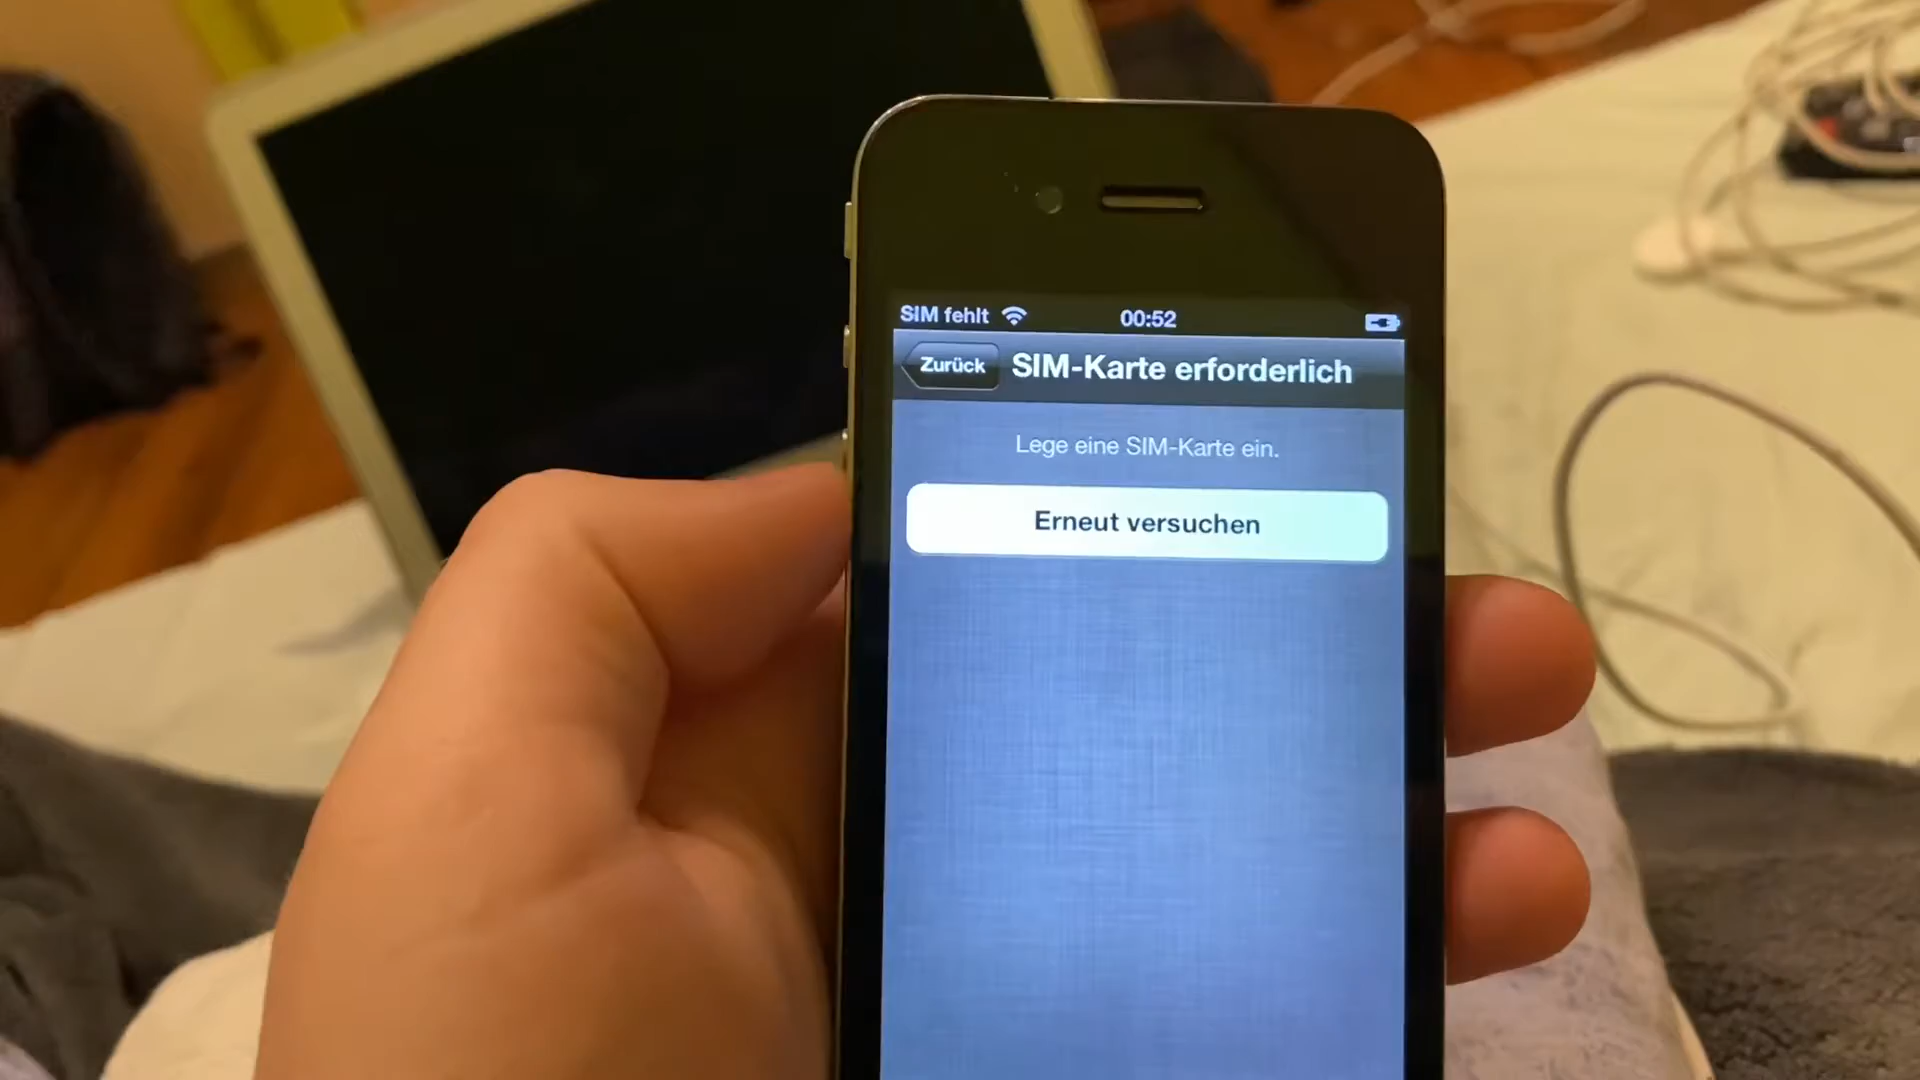 SIM fehlt 00:52
Zurück SIM-Karte erforderlich
Lege eine SIM-Karte ein.
Erneut versuchen